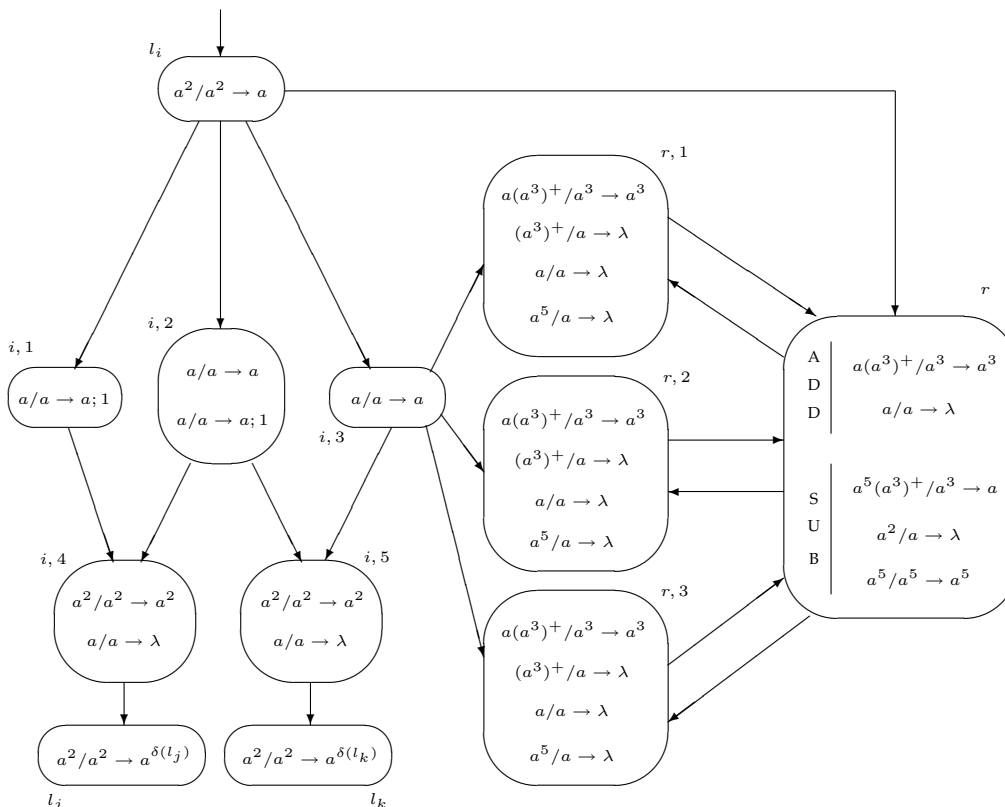 l_i
a^2/a^2 → a
r, 1
a(a^3)^+/a^3 → a^3
(a^3)^+/a → λ
a/a → λ
a^5/a → λ
r
i, 1
a/a → a; 1
i, 2
a/a → a
a/a → a; 1
a/a → a
i, 3
r, 2
a(a^3)^+/a^3 → a^3
(a^3)^+/a → λ
a/a → λ
a^5/a → λ
A
D
D
a(a^3)^+/a^3 → a^3
a/a → λ
S
U
B
a^5(a^3)^+/a^3 → a
a^2/a → λ
a^5/a^5 → a^5
i, 4
a^2/a^2 → a^2
a/a → λ
i, 5
a^2/a^2 → a^2
a/a → λ
r, 3
a(a^3)^+/a^3 → a^3
(a^3)^+/a → λ
a/a → λ
a^5/a → λ
a^2/a^2 → a^{δ(l_j)}
l_j
a^2/a^2 → a^{δ(l_k)}
l_k